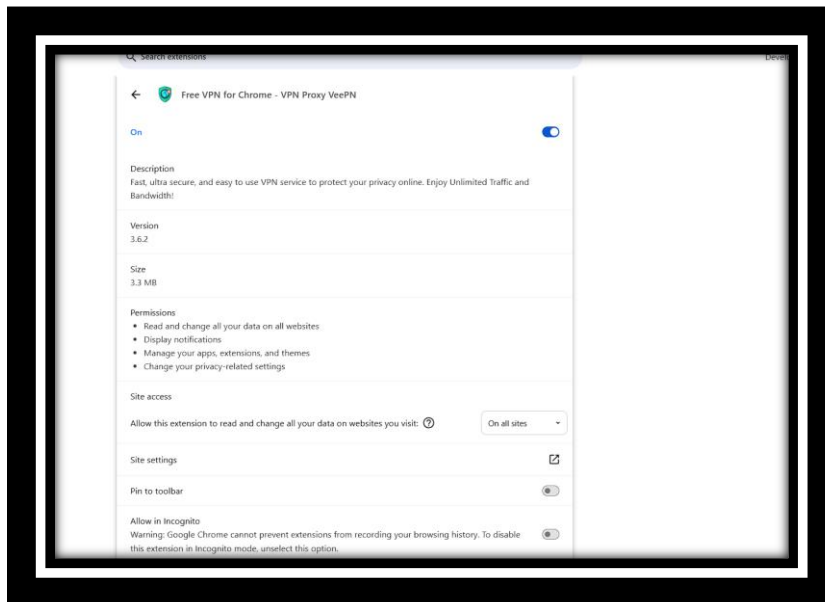 Search extensions
Free VPN for Chrome - VPN Proxy VeePN
On
Description
Fast, ultra secure, and easy to use VPN service to protect your privacy online. Enjoy Unlimited Traffic and
Bandwidth!
Version
3.6.2
Size
3.3 MB
Permissions
• Read and change all your data on all websites
• Display notifications
• Manage your apps, extensions, and themes
• Change your privacy-related settings
Site access
Allow this extension to read and change all your data on websites you visit:
On all sites
Site settings
Pin to toolbar
Allow in Incognito
Warning: Google Chrome cannot prevent extensions from recording your browsing history. To disable
this extension in Incognito mode, unselect this option.